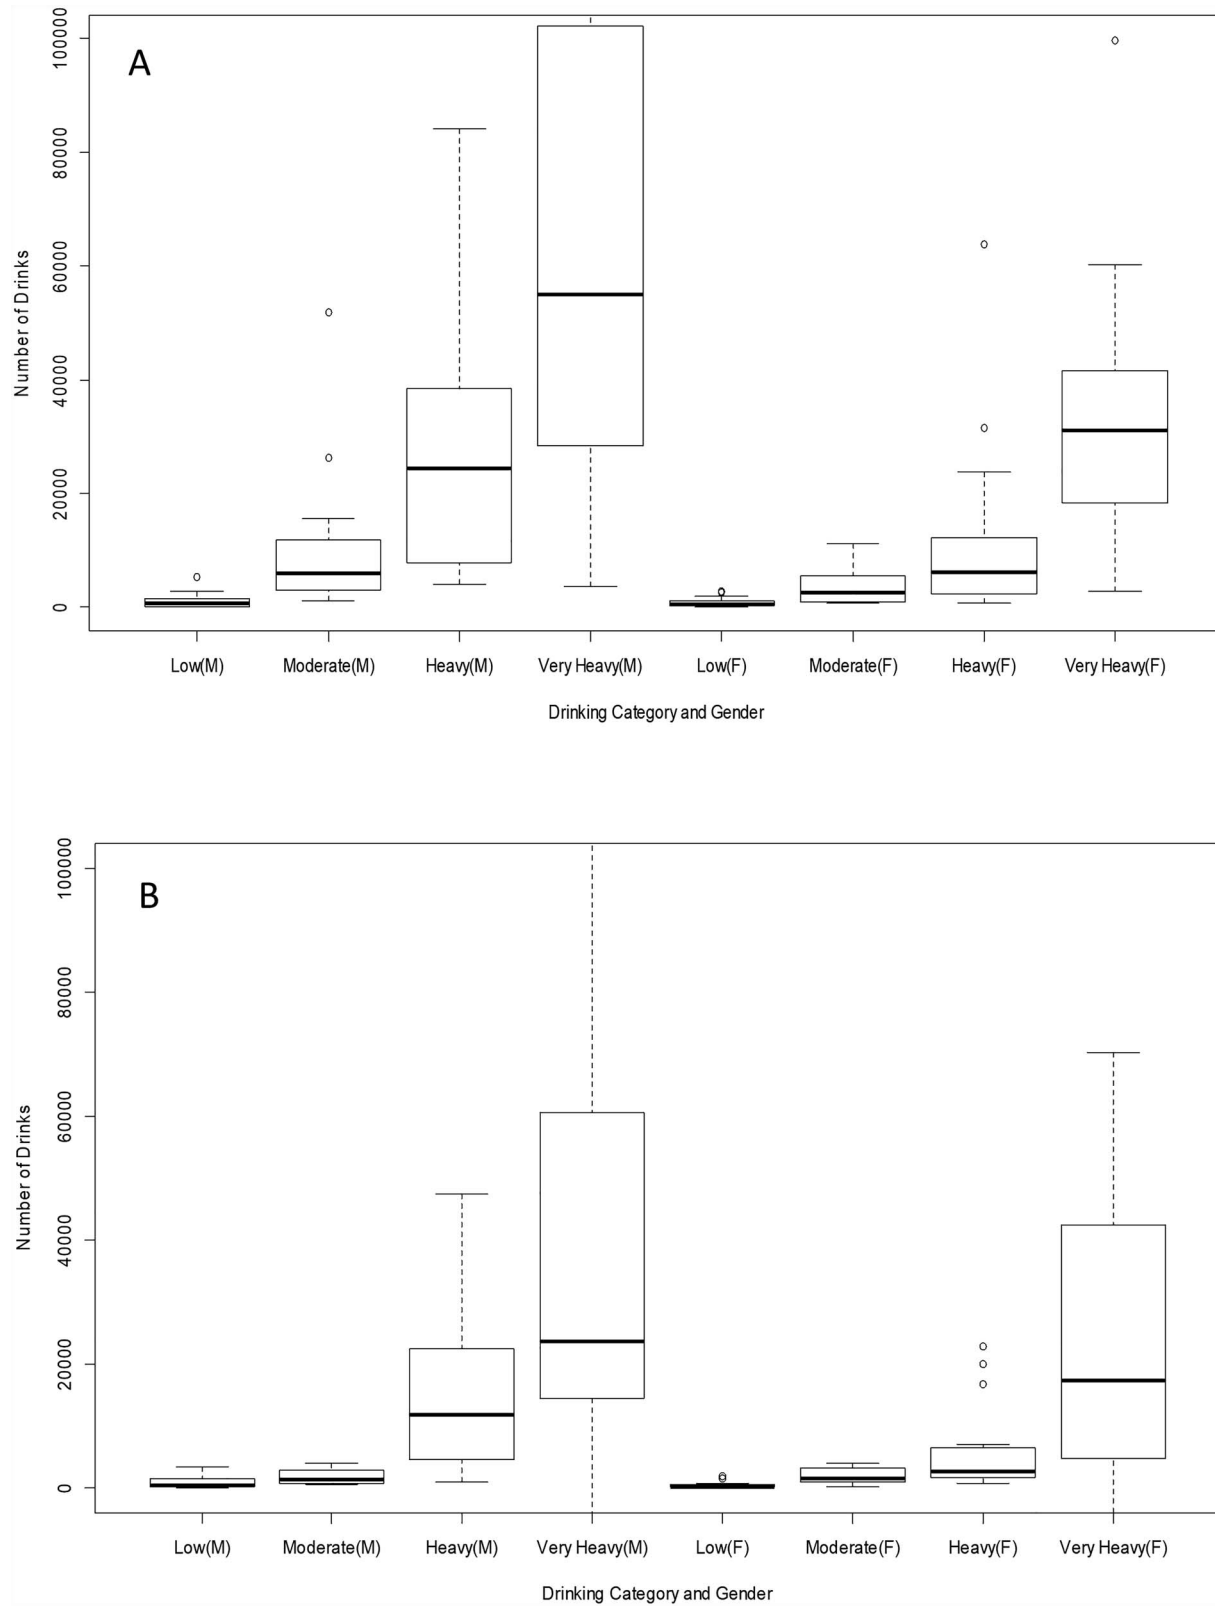 A
100000
80000
60000
40000
20000
0
Number of Drinks
Low(M) Moderate(M) Heavy(M) Very Heavy(M) Low(F) Moderate(F) Heavy(F) Very Heavy(F)
Drinking Category and Gender
B
100000
80000
60000
40000
20000
0
Number of Drinks
Low(M) Moderate(M) Heavy(M) Very Heavy(M) Low(F) Moderate(F) Heavy(F) Very Heavy(F)
Drinking Category and Gender